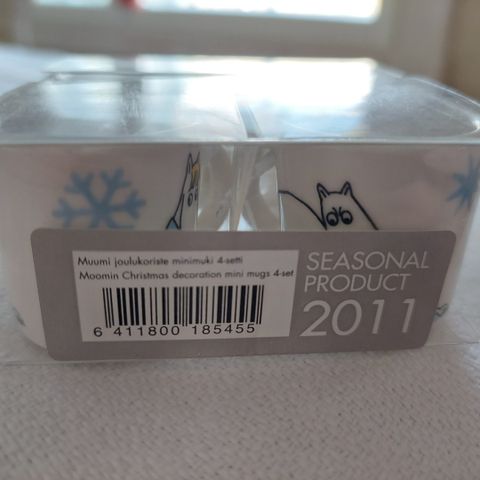 Muumi joulukoriste minimuki 4-setti
Moomin Christmas decoration mini mugs 4-set
6 411800 185455
SEASONAL
PRODUCT
2011